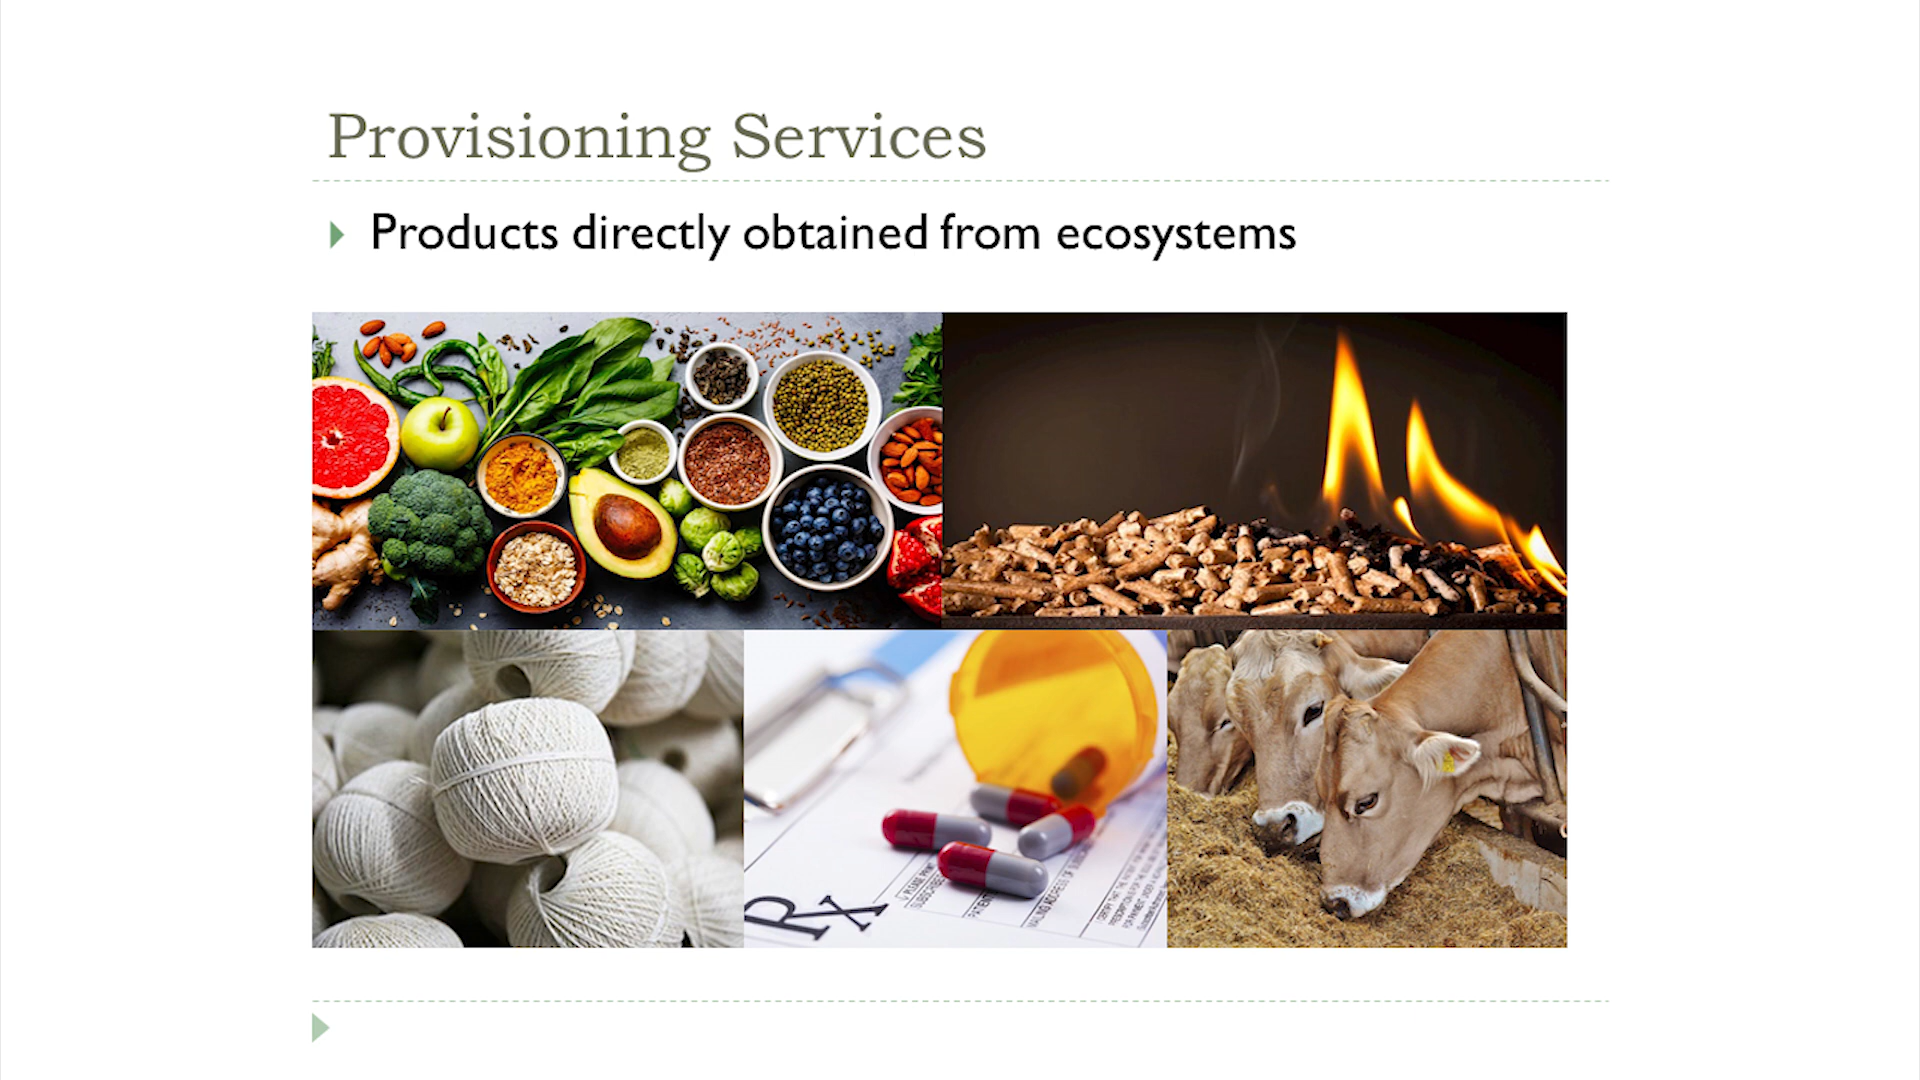 Provisioning Services
Products directly obtained from ecosystems
Rx